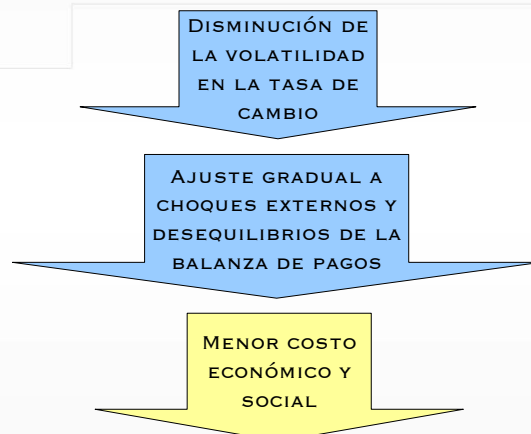 Disminución de
la volatilidad
en la tasa de
cambio
Ajuste gradual a
choques externos y
desequilibrios de la
balanza de pagos
Menor costo
económico y
social